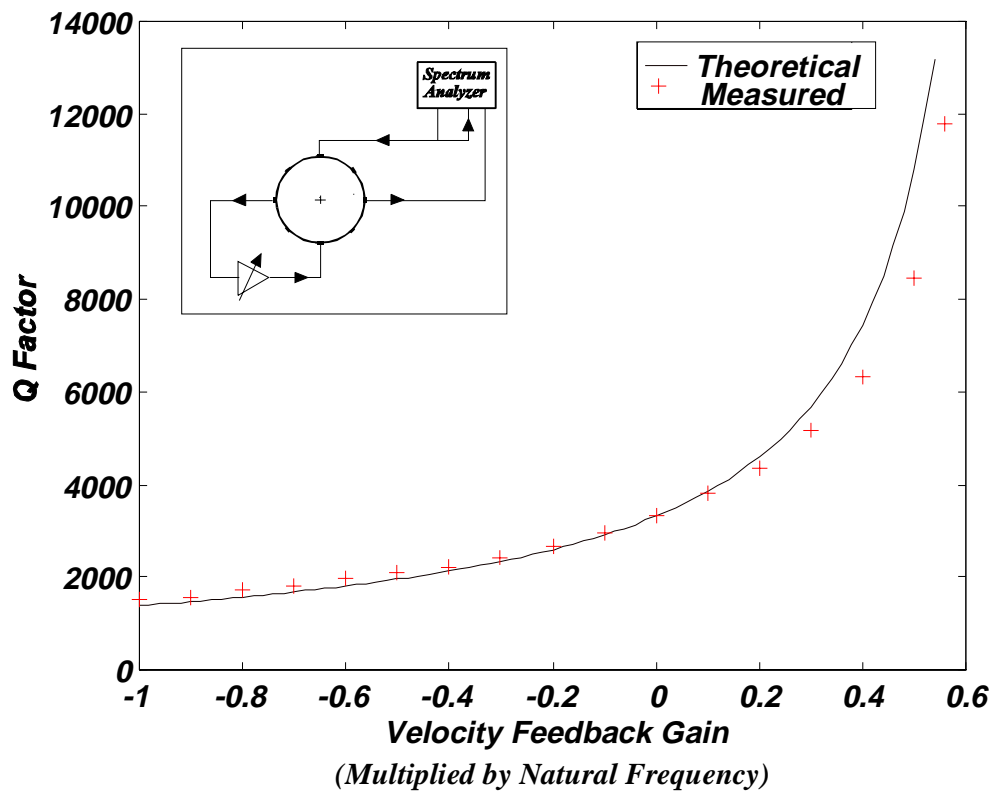 14000
12000
10000
8000
6000
4000
2000
0
Q Factor
Spectrum
Analyzer
Theoretical
Measured
-1 -0.8 -0.6 -0.4 -0.2 0 0.2 0.4 0.6
Velocity Feedback Gain
(Multiplied by Natural Frequency)